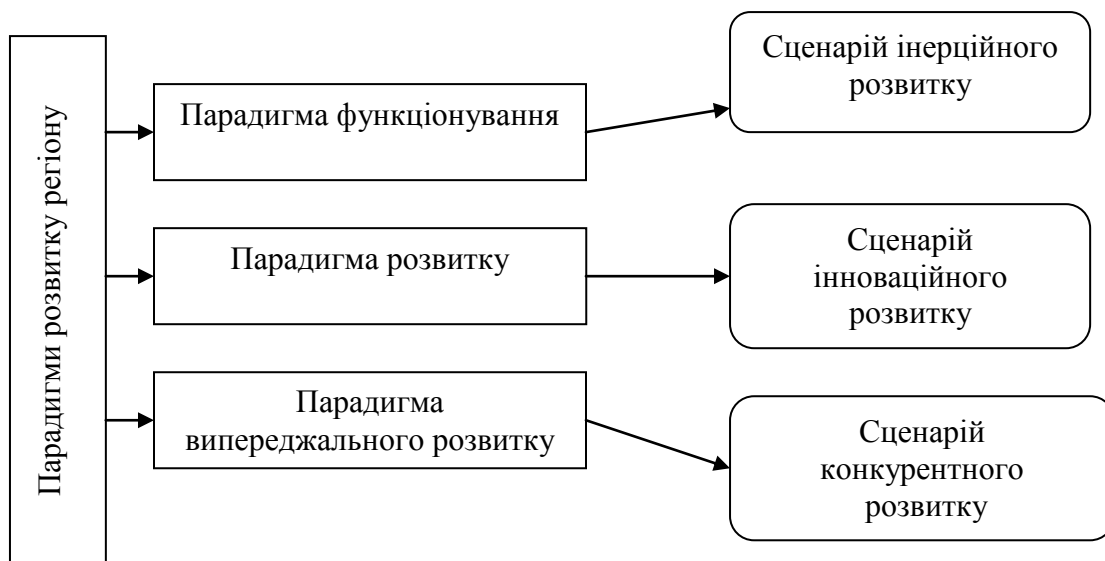 Парадигми розвитку регіону
Парадигма функціонування
Сценарій інерційного
розвитку
Парадигма розвитку
Сценарій
інноваційного
розвитку
Парадигма
випереджального розвитку
Сценарій
конкурентного
розвитку